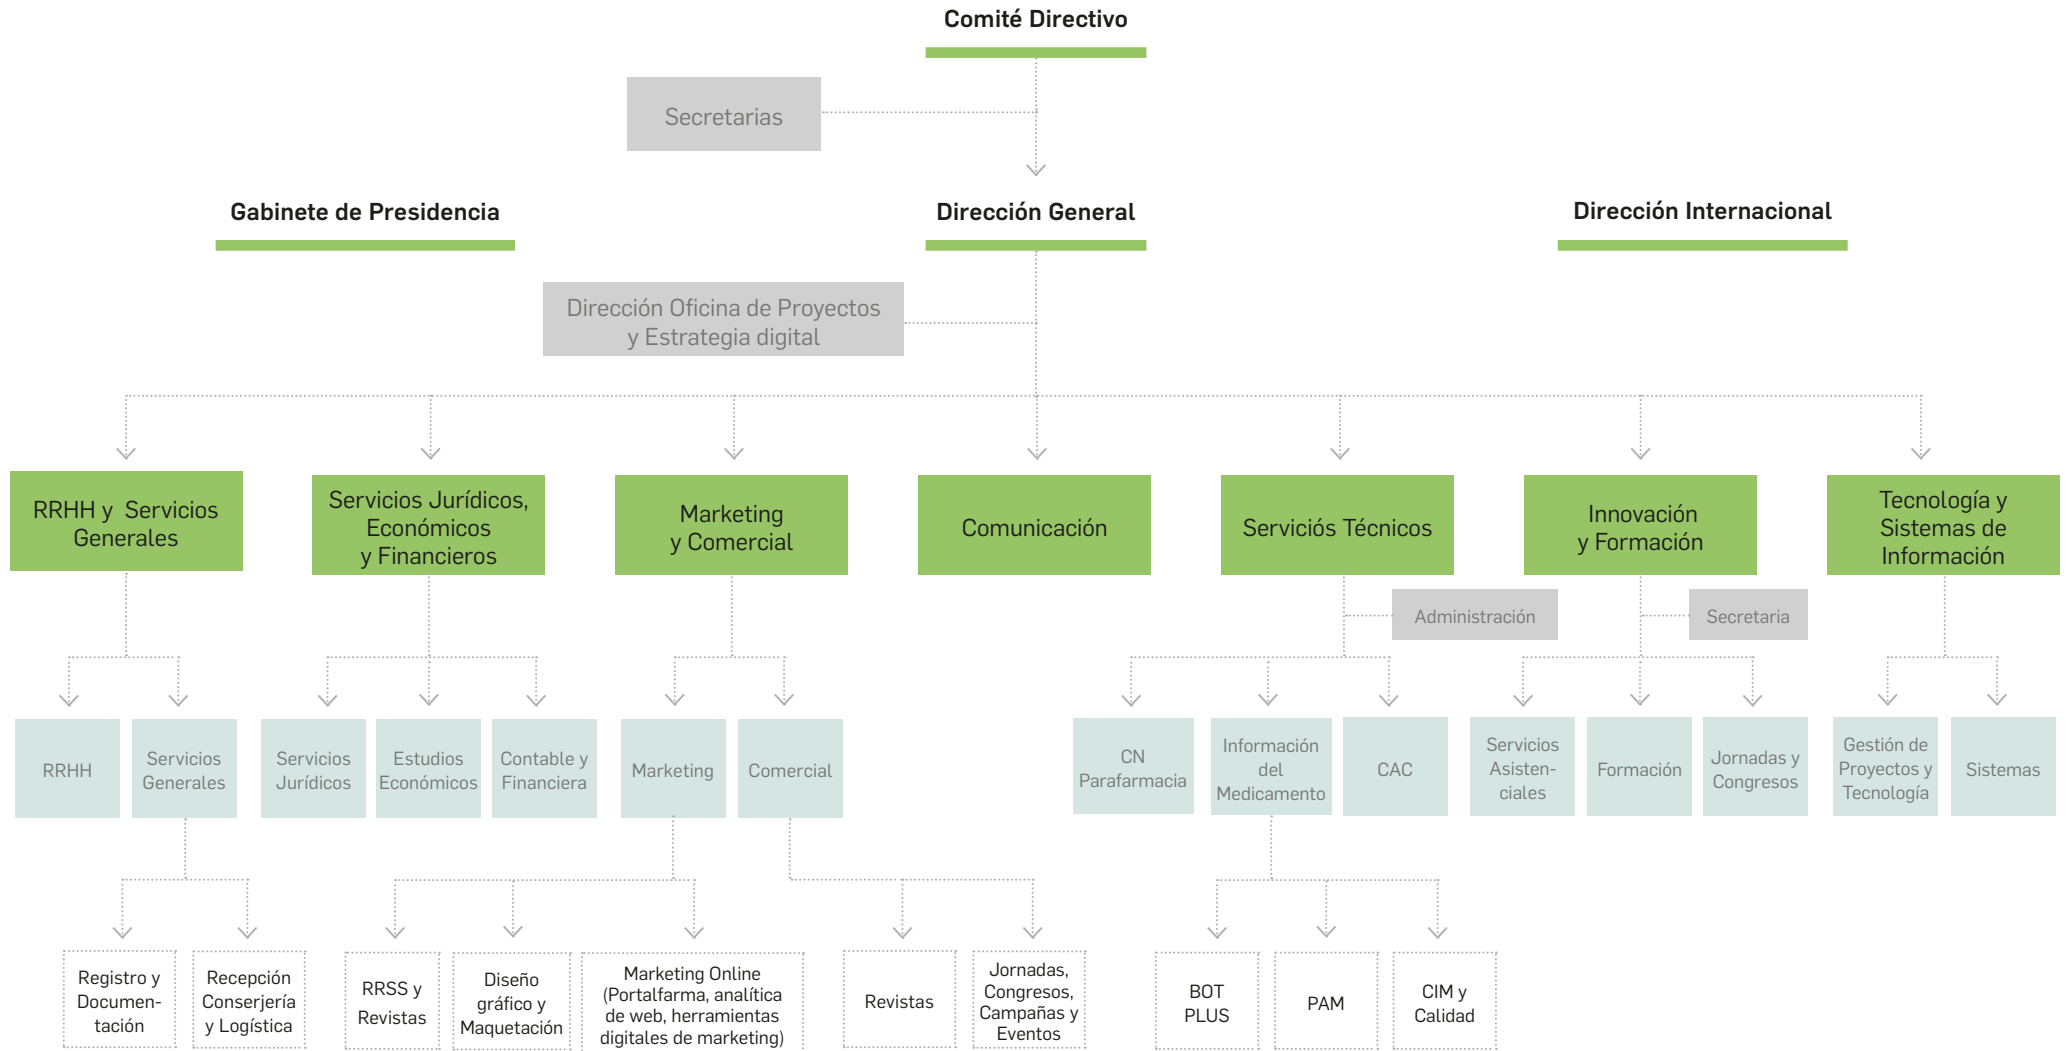 Comité Directivo
Secretarias
Gabinete de Presidencia
Dirección General
Dirección Internacional
Dirección Oficina de Proyectos
y Estrategia digital
RRHH y Servicios
Generales
Servicios Jurídicos,
Económicos
y Financieros
Marketing
y Comercial
Comunicación
Serviciós Técnicos
Innovación
y Formación
Tecnología y
Sistemas de
Información
Administración
Secretaria
RRHH
Servicios
Generales
Servicios
Jurídicos
Estudios
Económicos
Contable y
Financiera
Marketing
Comercial
CN
Parafarmacia
Información
del
Medicamento
CAC
Servicios
Asisten-
ciales
Formación
Jornadas y
Congresos
Gestión de
Proyectos y
Tecnología
Sistemas
Registro y
Documen-
tación
Recepción
Conserjería
y Logística
RRSS y
Revistas
Diseño
gráfico y
Maquetación
Marketing Online
(Portalfarma, analítica
de web, herramientas
digitales de marketing)
Revistas
Jornadas,
Congresos,
Campañas y
Eventos
BOT
PLUS
PAM
CIM y
Calidad